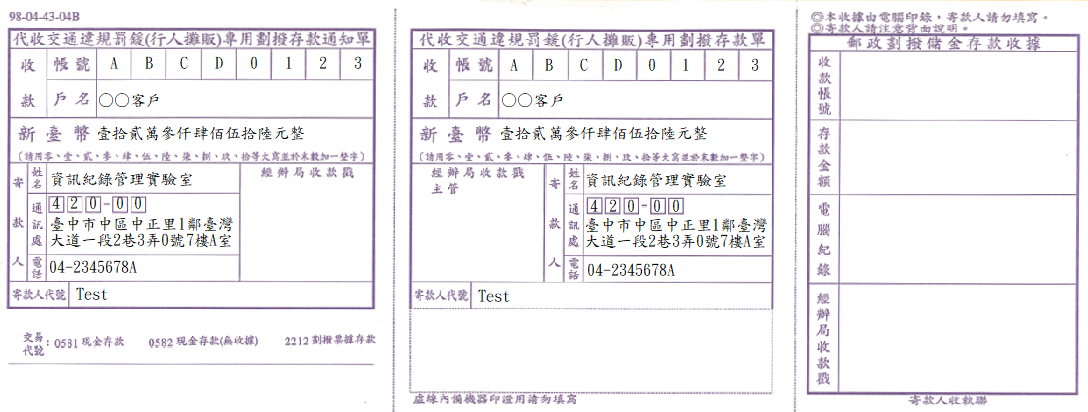 98-04-43-04B
代收交通違規罰鍰(行人攤販)專用劃撥存款通知單
收款
帳號 A B C D 0 1 2 3
戶名 ○○客戶
新臺幣 壹拾貳萬參仟肆佰伍拾陸元整
(請用零、壹、貳、參、肆、伍、陸、柒、捌、玖、拾等大寫並於末數加一整字)
寄款人
姓名 資訊紀錄管理實驗室
通訊處 420-00
臺中市中區中正里1鄰臺灣
大道一段2巷3弄0號7樓A室
電話 04-2345678A
經辦局收款戳
寄款人代號 Test
交易代號：0581 現金存款 0582 現金存款(無收據) 2212 劃撥票據存款
代收交通違規罰鍰(行人攤販)專用劃撥存款單
收款
帳號 A B C D 0 1 2 3
戶名 ○○客戶
新臺幣 壹拾貳萬參仟肆佰伍拾陸元整
(請用零、壹、貳、參、肆、伍、陸、柒、捌、玖、拾等大寫並於末數加一整字)
經辦局收款戳
主管
寄款人
姓名 資訊紀錄管理實驗室
通訊處 420-00
臺中市中區中正里1鄰臺灣
大道一段2巷3弄0號7樓A室
電話 04-2345678A
寄款人代號 Test
虛線內備機器印證用請勿填寫
◎本收據由電腦印錄，寄款人請勿填寫。
◎寄款人請注意背面說明。
郵政劃撥儲金存款收據
收款帳號
存款金額
電腦紀錄
經辦局收款戳
寄款人收執聯